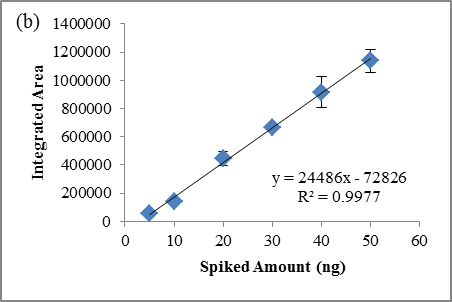 (b)
1400000
1200000
1000000
800000
600000
400000
200000
0
Integrated Area
y = 24486x - 72826
R² = 0.9977
0 10 20 30 40 50 60
Spiked Amount (ng)